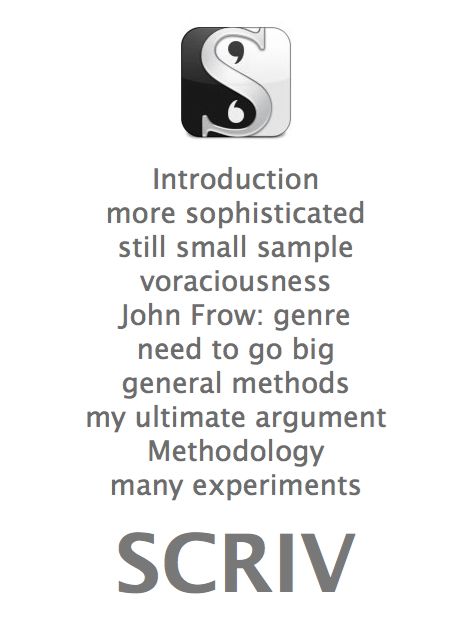 Introduction
more sophisticated
still small sample
voraciousness
John Frow: genre
need to go big
general methods
my ultimate argument
Methodology
many experiments
SCRIV